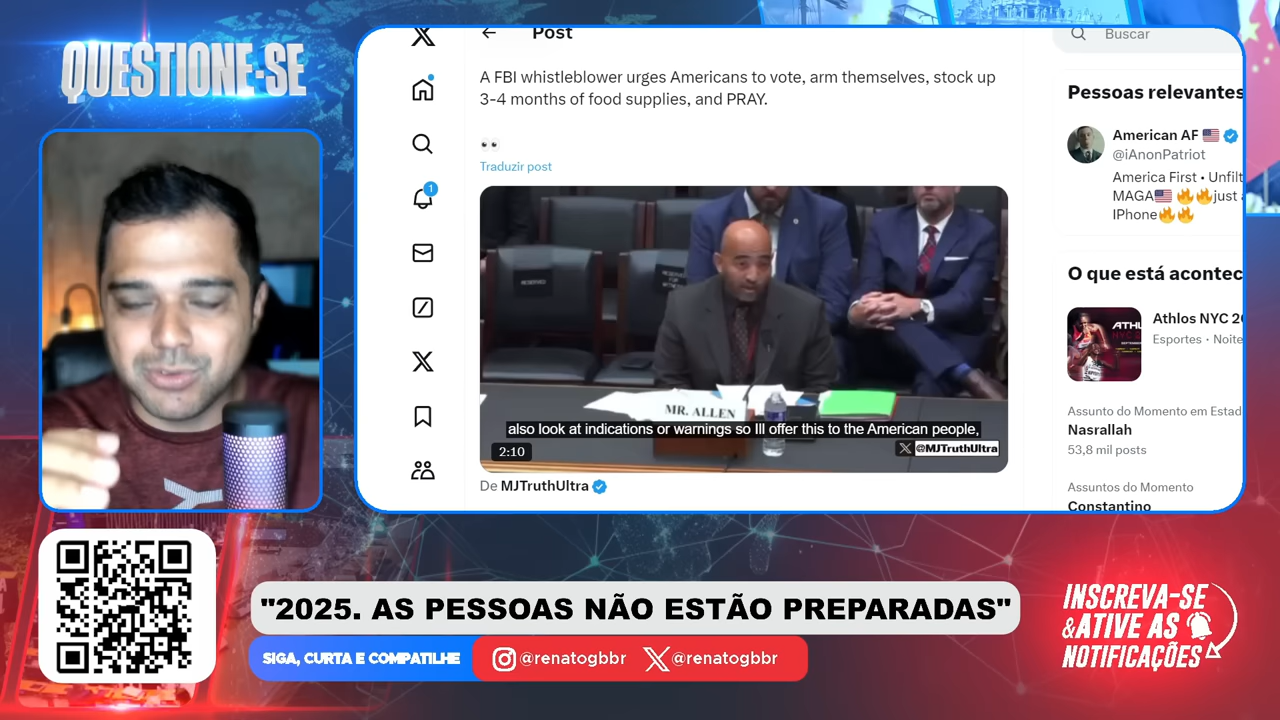 QUESTIONE-SE
Post
Buscar
A FBI whistleblower urges Americans to vote, arm themselves, stock up
3-4 months of food supplies, and PRAY.
Traduzir post
1
MR. ALLEN
also look at indications or warnings so Ill offer this to the American people,
2:10
@MJTruthUltra
De MJTruthUltra
Pessoas relevantes
American AF
@iAnonPatriot
America First • Unfilt
MAGA just
IPhone
O que está acontec
Athlos NYC
Esportes · Noite
Assunto do Momento em Estad
Nasrallah
53,8 mil posts
Assuntos do Momento
Constantino
"2025. AS PESSOAS NÃO ESTÃO PREPARADAS"
SIGA, CURTA E COMPATILHE
@renatogbbr
@renatogbbr
INSCREVA-SE
&ATIVE AS
NOTIFICAÇÕES